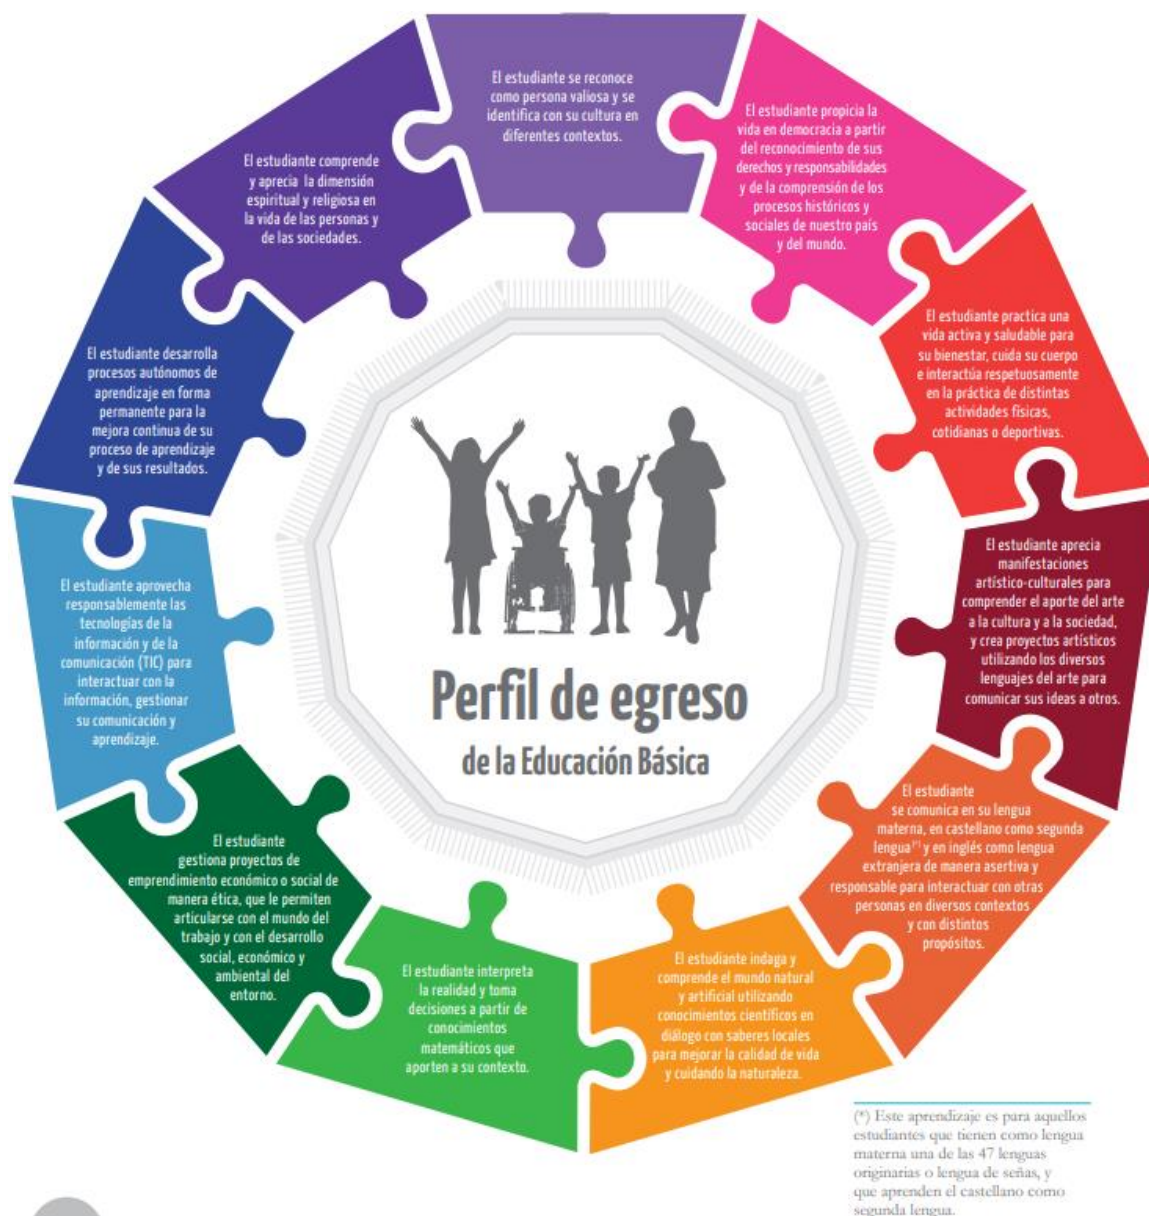 El estudiante se reconoce
como persona valiosa y se
identifica con su cultura en
diferentes contextos.
El estudiante propicia la
vida en democracia a partir
del reconocimiento de sus
derechos y responsabilidades
y de la comprensión de los
procesos históricos y
sociales de nuestro país
y del mundo.
El estudiante practica una
vida activa y saludable para
su bienestar, cuida su cuerpo
e interactúa respetuosamente
en la práctica de distintas
actividades físicas,
cotidianas o deportivas.
El estudiante aprecia
manifestaciones
artístico-culturales para
comprender el aporte del arte
a la cultura y a la sociedad,
y crea proyectos artísticos
utilizando los diversos
lenguajes del arte para
comunicar sus ideas a otros.
El estudiante
se comunica en su lengua
materna, en castellano como segunda
lengua(*) y en inglés como lengua
extranjera de manera asertiva y
responsable para interactuar con otras
personas en diversos contextos
y con distintos
propósitos.
El estudiante indaga y
comprende el mundo natural
y artificial utilizando
conocimientos científicos en
diálogo con saberes locales
para mejorar la calidad de vida
y cuidando la naturaleza.
El estudiante interpreta
la realidad y toma
decisiones a partir de
conocimientos
matemáticos que
aporten a su contexto.
El estudiante
gestiona proyectos de
emprendimiento económico o social de
manera ética, que le permiten
articularse con el mundo del
trabajo y con el desarrollo
social, económico y
ambiental del
entorno.
El estudiante aprovecha
responsablemente las
tecnologías de la
información y de la
comunicación (TIC) para
interactuar con la
información, gestionar
su comunicación y
aprendizaje.
El estudiante desarrolla
procesos autónomos de
aprendizaje en forma
permanente para la
mejora continua de su
proceso de aprendizaje
y de sus resultados.
El estudiante comprende
y aprecia la dimensión
espiritual y religiosa en
la vida de las personas y
de las sociedades.
Perfil de egreso
de la Educación Básica
(*) Este aprendizaje es para aquellos
estudiantes que tienen como lengua
materna una de las 47 lenguas
originarias o lengua de señas, y
que aprenden el castellano como
segunda lengua.